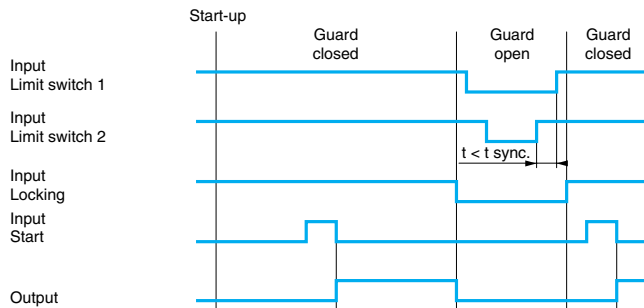 Start-up
Guard
closed
Guard
open
Guard
closed
Input
Limit switch 1
Input
Limit switch 2
t < t sync.
Input
Locking
Input
Start
Output